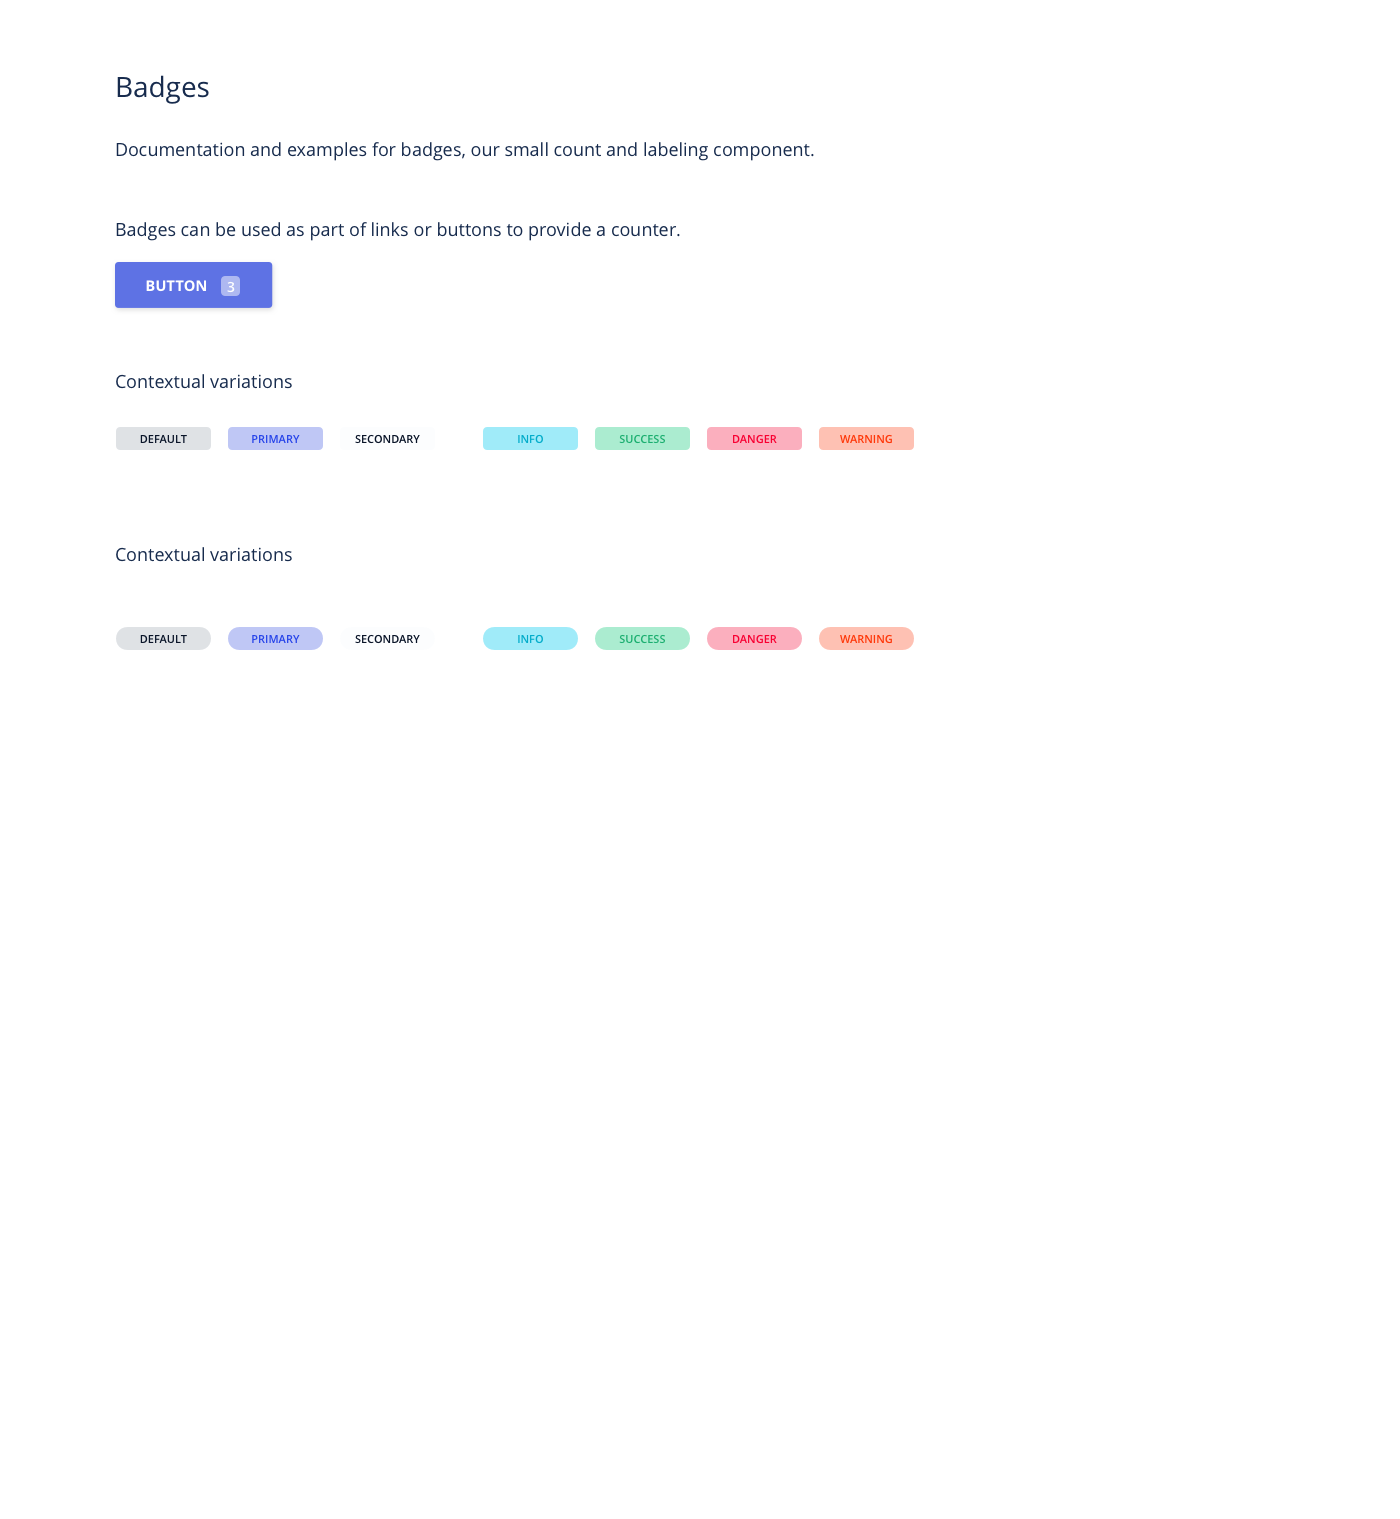 Badges
Documentation and examples for badges, our small count and labeling component.
Badges can be used as part of links or buttons to provide a counter.
BUTTON 3
Contextual variations
DEFAULT PRIMARY SECONDARY INFO SUCCESS DANGER WARNING
Contextual variations
DEFAULT PRIMARY SECONDARY INFO SUCCESS DANGER WARNING